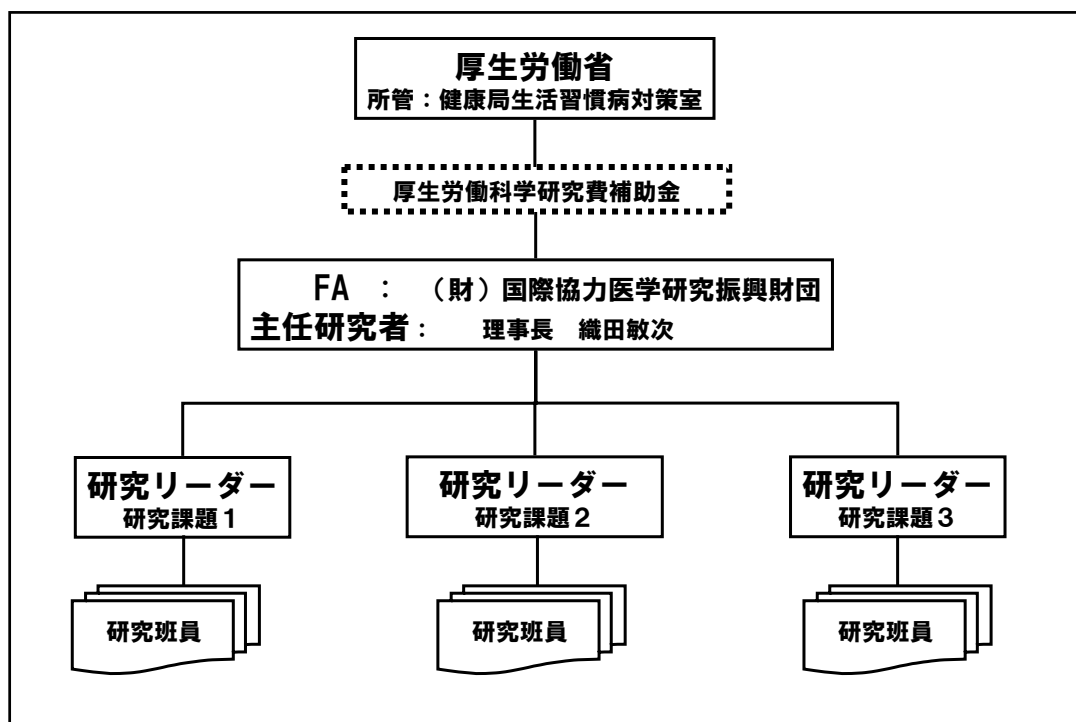 厚生労働省
所管：健康局生活習慣病対策室
厚生労働科学研究費補助金
FA ： （財）国際協力医学研究振興財団
主任研究者： 理事長 織田敏次
研究リーダー
研究課題１
研究リーダー
研究課題２
研究リーダー
研究課題３
研究班員
研究班員
研究班員